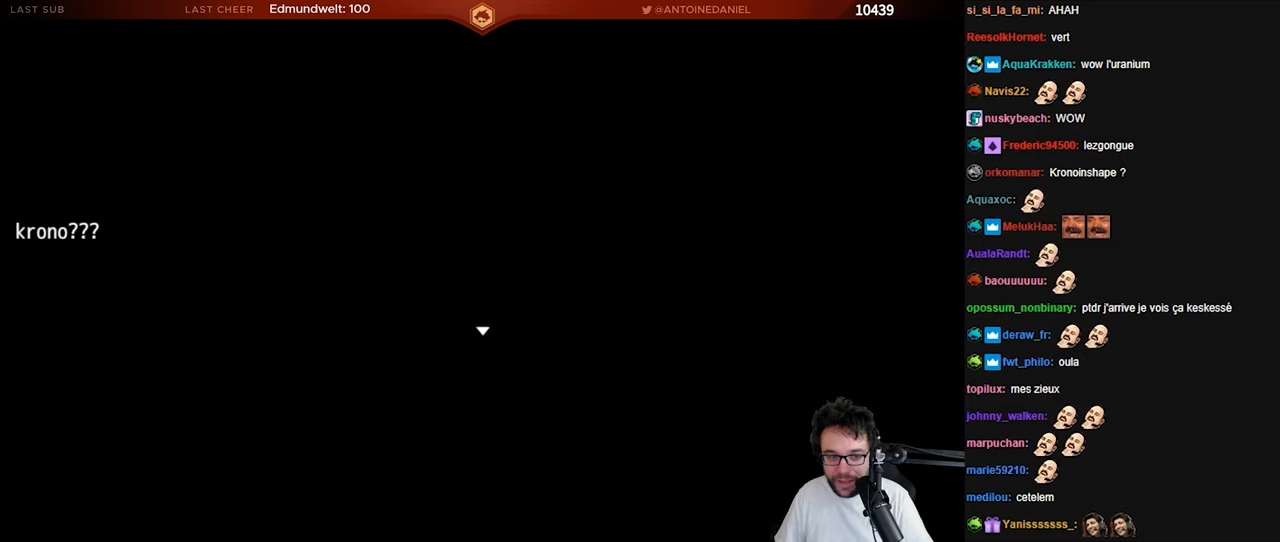 LAST SUB
LAST CHEER Edmundwelt: 100
@ANTOINEDANIEL
10439
krono???
si_si_la_fa_mi: AHAH
ReesolkHornet: vert
AquaKrakken: wow l'uranium
Navis22:
nuskybeach: WOW
Frederic94500: lezgongue
orkomanar: Kronoinshape ?
Aquaxoc:
MelukHaa:
AualaRandt:
baouuuuuu:
opossum_nonbinary: ptdr j'arrive je vois ça keskessé
deraw_fr:
fwt_philo: oula
topilux: mes zieux
johnny_walken:
marpuchan:
marie59210:
medilou: cetelem
Yanisssssss_: